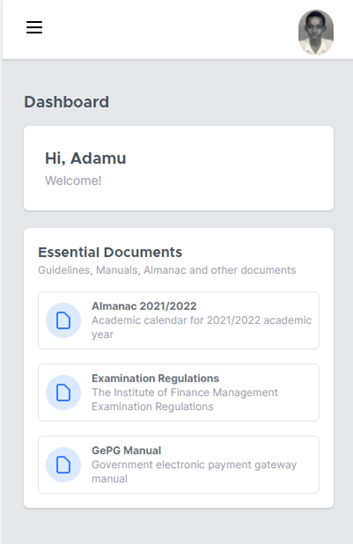 Dashboard
Hi, Adamu
Welcome!
Essential Documents
Guidelines, Manuals, Almanac and other documents
Almanac 2021/2022
Academic calendar for 2021/2022 academic
year
Examination Regulations
The Institute of Finance Management
Examination Regulations
GePG Manual
Government electronic payment gateway
manual